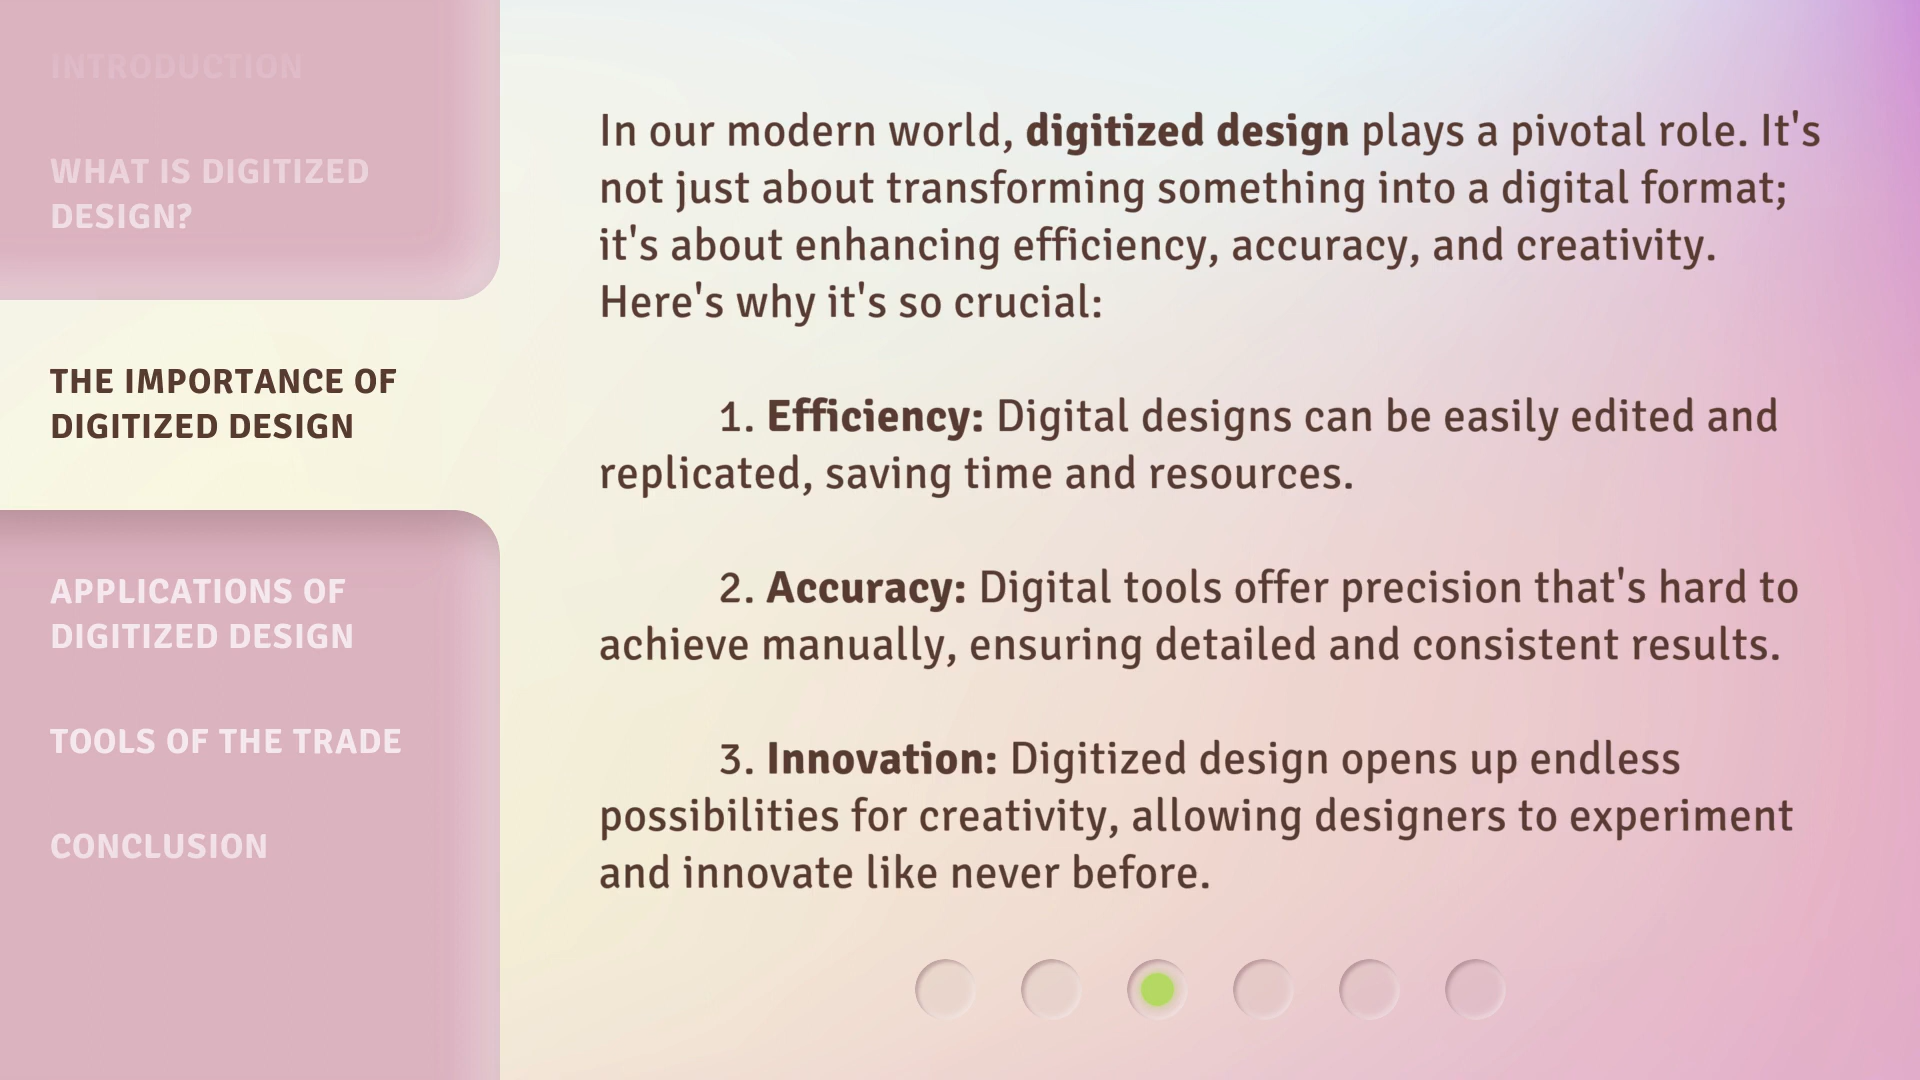 INTRODUCTION
WHAT IS DIGITIZED
DESIGN?
THE IMPORTANCE OF
DIGITIZED DESIGN
APPLICATIONS OF
DIGITIZED DESIGN
TOOLS OF THE TRADE
CONCLUSION
In our modern world, digitized design plays a pivotal role. It's
not just about transforming something into a digital format;
it's about enhancing efficiency, accuracy, and creativity.
Here's why it's so crucial:
1. Efficiency: Digital designs can be easily edited and
replicated, saving time and resources.
2. Accuracy: Digital tools offer precision that's hard to
achieve manually, ensuring detailed and consistent results.
3. Innovation: Digitized design opens up endless
possibilities for creativity, allowing designers to experiment
and innovate like never before.